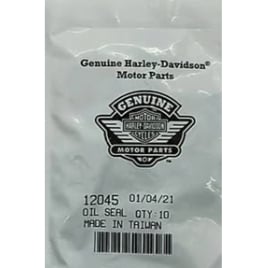 Genuine Harley-Davidson®
Motor Parts
GENUINE
MOTOR
HARLEY-DAVIDSON
CYCLES
MOTOR PARTS
12045 01/04/21
OIL SEAL QTY:10
MADE IN TAIWAN